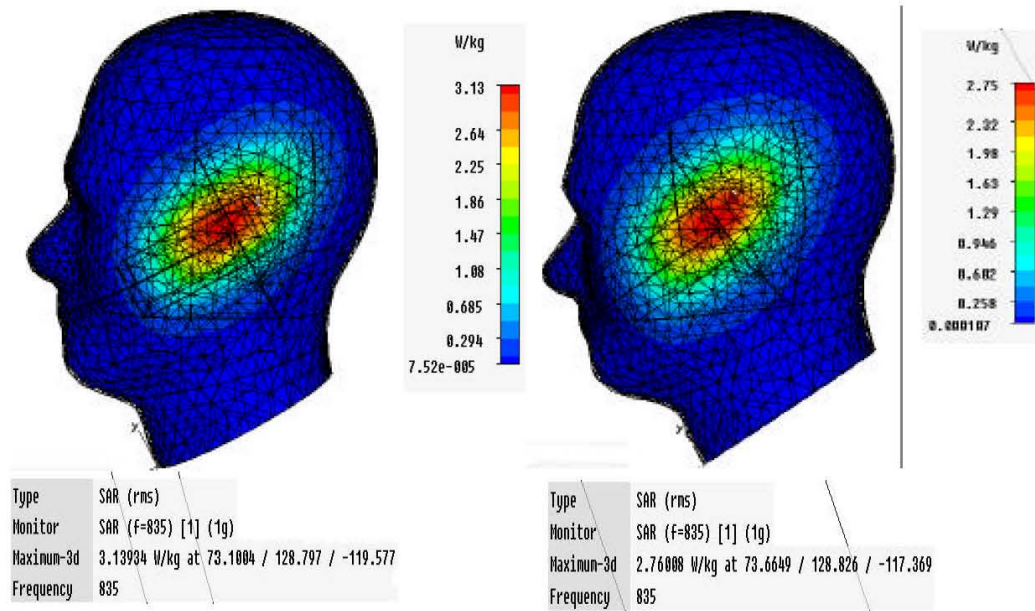 W/kg
3.13
2.64
2.25
1.86
1.47
1.08
0.685
0.294
7.52e-005
y
Type SAR (rms)
Monitor SAR (f=835) [1] (1g)
Maximum-3d 3.13934 W/kg at 73.1004 / 128.797 / -119.577
Frequency 835
W/kg
2.75
2.32
1.98
1.63
1.29
0.946
0.602
0.258
0.000107
y
Type SAR (rms)
Monitor SAR (f=835) [1] (1g)
Maximum-3d 2.76008 W/kg at 73.6649 / 128.826 / -117.369
Frequency 835